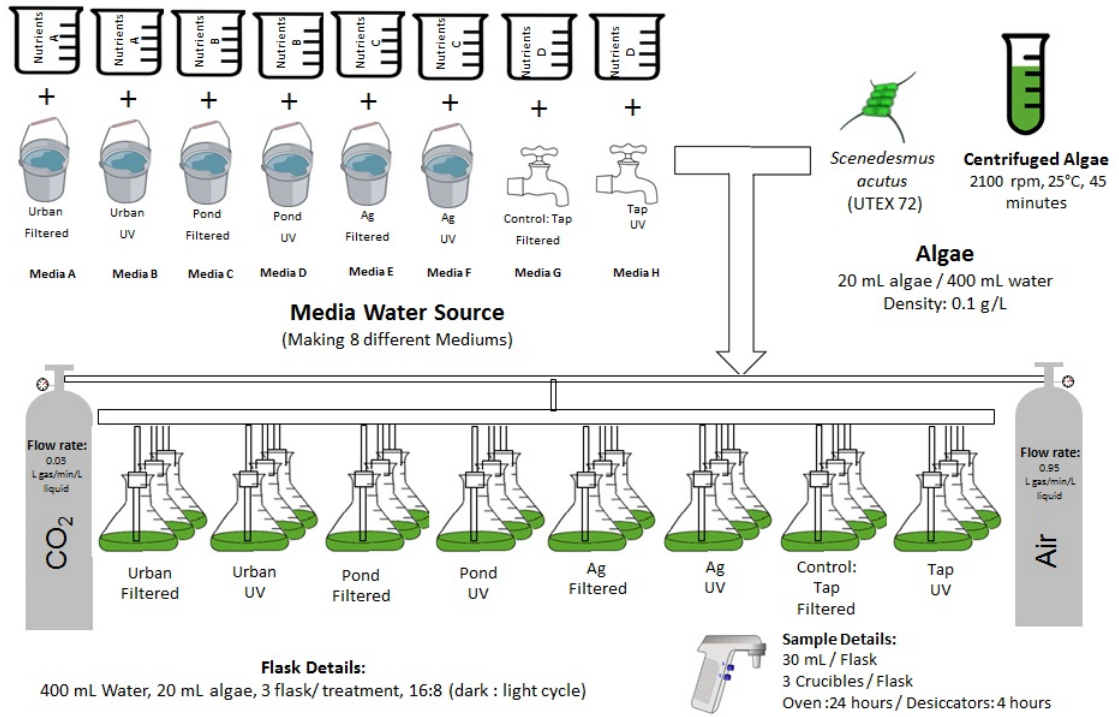 Nutrients A
Nutrients A
Nutrients B
Nutrients B
Nutrients C
Nutrients C
Nutrients D
Nutrients D
+ + + + + + + +
Urban Filtered
Urban UV
Pond Filtered
Pond UV
Ag Filtered
Ag UV
Control: Tap Filtered
Tap UV
Media A
Media B
Media C
Media D
Media E
Media F
Media G
Media H
Media Water Source
(Making 8 different Mediums)
Scenedesmus
acutus
(UTEX 72)
Centrifuged Algae
2100 rpm, 25°C, 45
minutes
Algae
20 mL algae / 400 mL water
Density: 0.1 g/L
Flow rate:
0.03
L gas/min/L
liquid
CO₂
Flow rate:
0.95
L gas/min/L
liquid
Air
Urban
Filtered
Urban
UV
Pond
Filtered
Pond
UV
Ag
Filtered
Ag
UV
Control:
Tap
Filtered
Tap
UV
Flask Details:
400 mL Water, 20 mL algae, 3 flask/ treatment, 16:8 (dark : light cycle)
Sample Details:
30 mL / Flask
3 Crucibles / Flask
Oven :24 hours / Desiccators: 4 hours